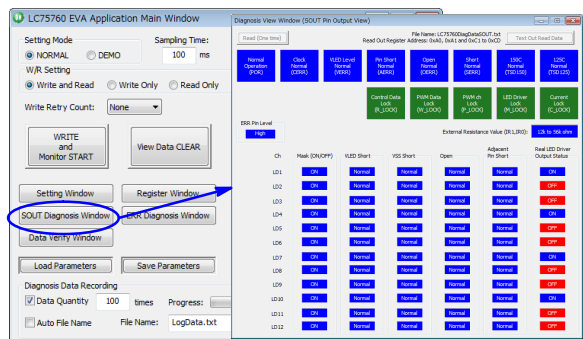 LC75760 EVA Application Main Window
Setting Mode
Sampling Time:
NORMAL
DEMO
100 ms
W/R Setting
Write and Read
Write Only
Read Only
Write Retry Count:
None
WRITE
and
Monitor START
View Data CLEAR
Setting Window
Register Window
SOUT Diagnosis Window
ERR Diagnosis Window
Data Verify Window
Load Parameters
Save Parameters
Diagnosis Data Recording
Data Quantity
100 times
Progress:
Auto File Name
File Name: LogData.txt
Diagnosis View Window (SOUT Pin Output View)
Read (One time)
File Name: LC75760DiagDataSOUT.txt
Read Out Register Address: 0xA0, 0xA1 and 0xC1 to 0xCD
Text Out Read Data
Normal Operation (POR)
Clock Normal (CERR)
VLED Level Normal (VERR)
Pin Short Normal (AERR)
Open Normal (OERR)
Short Normal (SERR)
150C Normal (TSD150)
125C Normal (TSD125)
Control Data Lock (R_LOCK)
PWM Data Lock (W_LOCK)
PWM ch Lock (P_LOCK)
LED Driver Lock (M_LOCK)
Current Lock (C_LOCK)
ERR Pin Level
High
External Resistance Value (IR1,IR0):
12k to 56k ohm
Ch Mask (ON/OFF) VLED Short VSS Short Open Adjacent Pin Short Real LED Driver Output Status
LD1 ON Normal Normal Normal Normal ON
LD2 ON Normal Normal Normal Normal OFF
LD3 ON Normal Normal Normal Normal OFF
LD4 ON Normal Normal Normal Normal ON
LD5 ON Normal Normal Normal Normal OFF
LD6 ON Normal Normal Normal Normal OFF
LD7 ON Normal Normal Normal Normal ON
LD8 ON Normal Normal Normal Normal OFF
LD9 ON Normal Normal Normal Normal OFF
LD10 ON Normal Normal Normal Normal ON
LD11 ON Normal Normal Normal Normal OFF
LD12 ON Normal Normal Normal Normal OFF